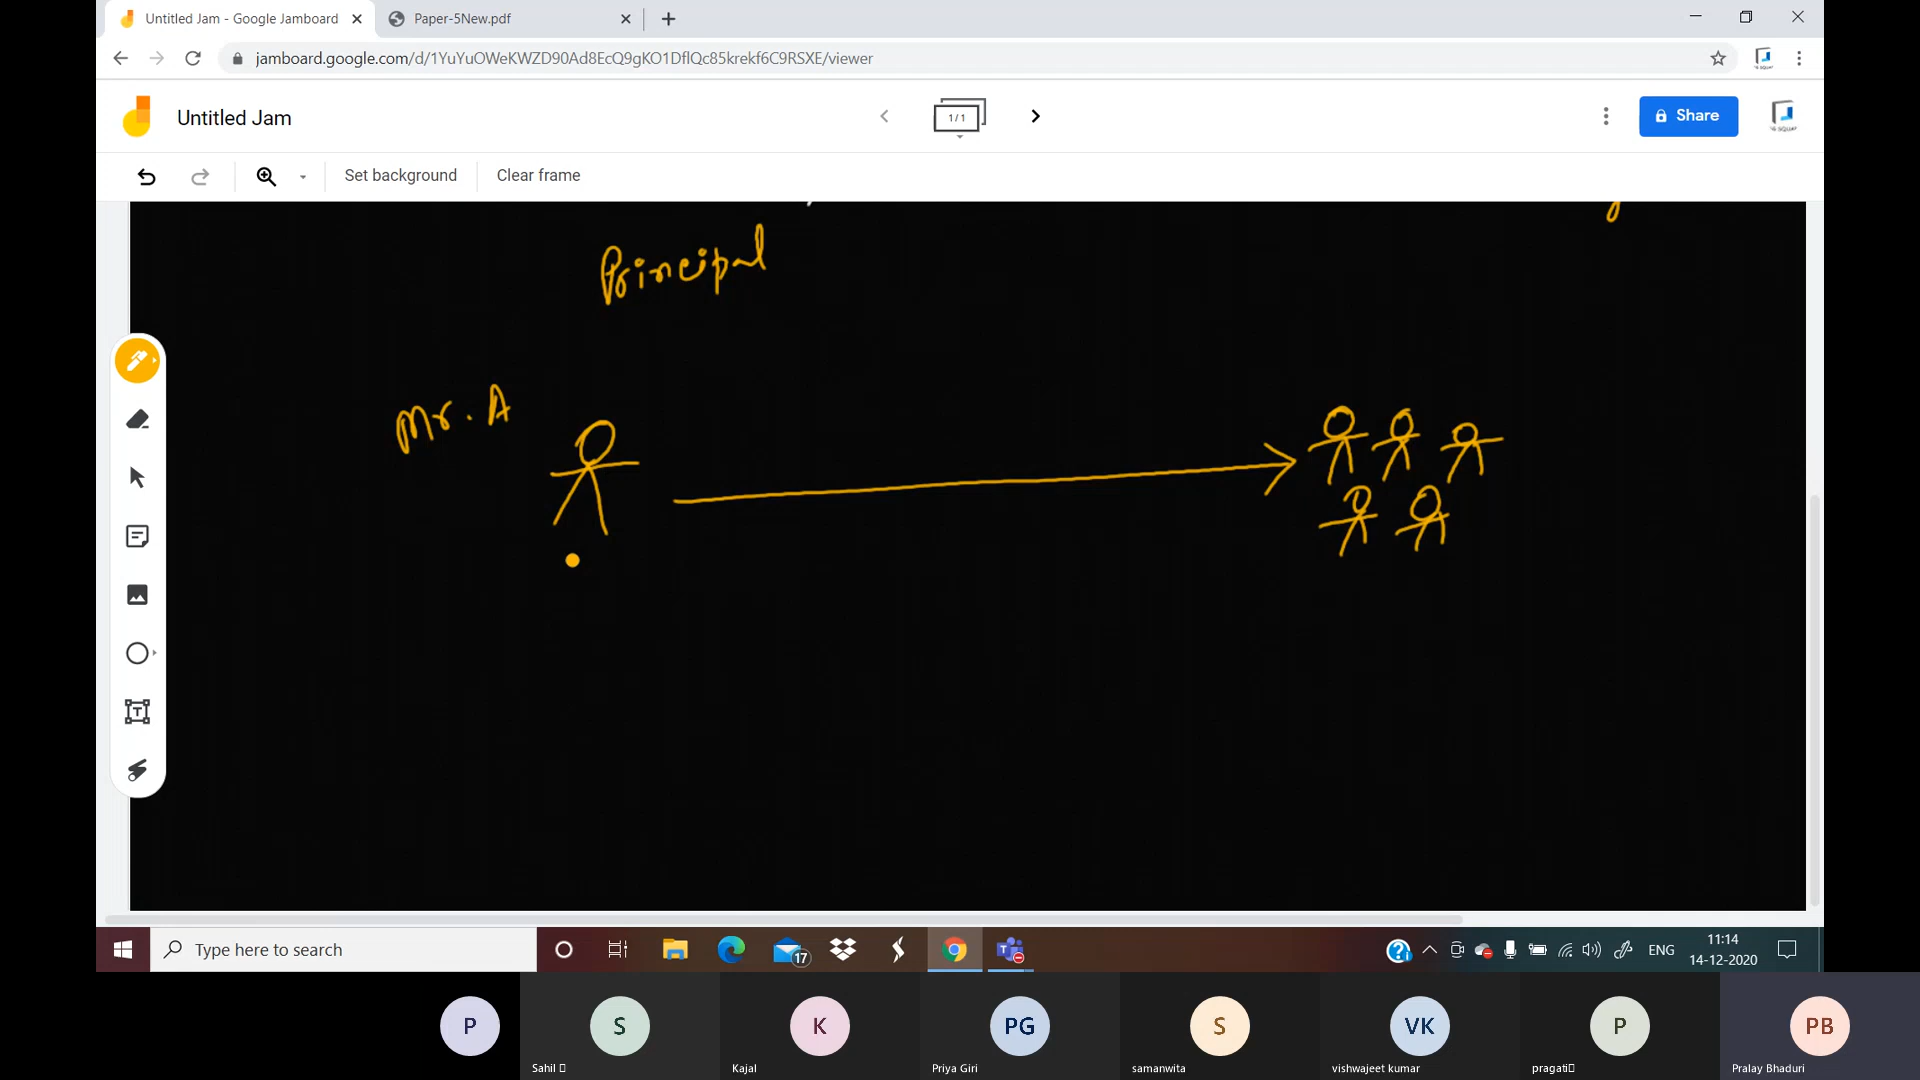 Untitled Jam - Google Jamboard
Paper-5New.pdf
jamboard.google.com/d/1YuYuOWeKWZD90Ad8EcQ9gKO1DflQc85krekf6C9RSXE/viewer
Untitled Jam
1/1
Share
Set background
Clear frame
Principal
Mr. A
Type here to search
17
ENG
11:14
14-12-2020
P
S
K
PG
S
VK
P
PB
Sahil
Kajal
Priya Giri
samanwita
vishwajeet kumar
pragati
Pralay Bhaduri